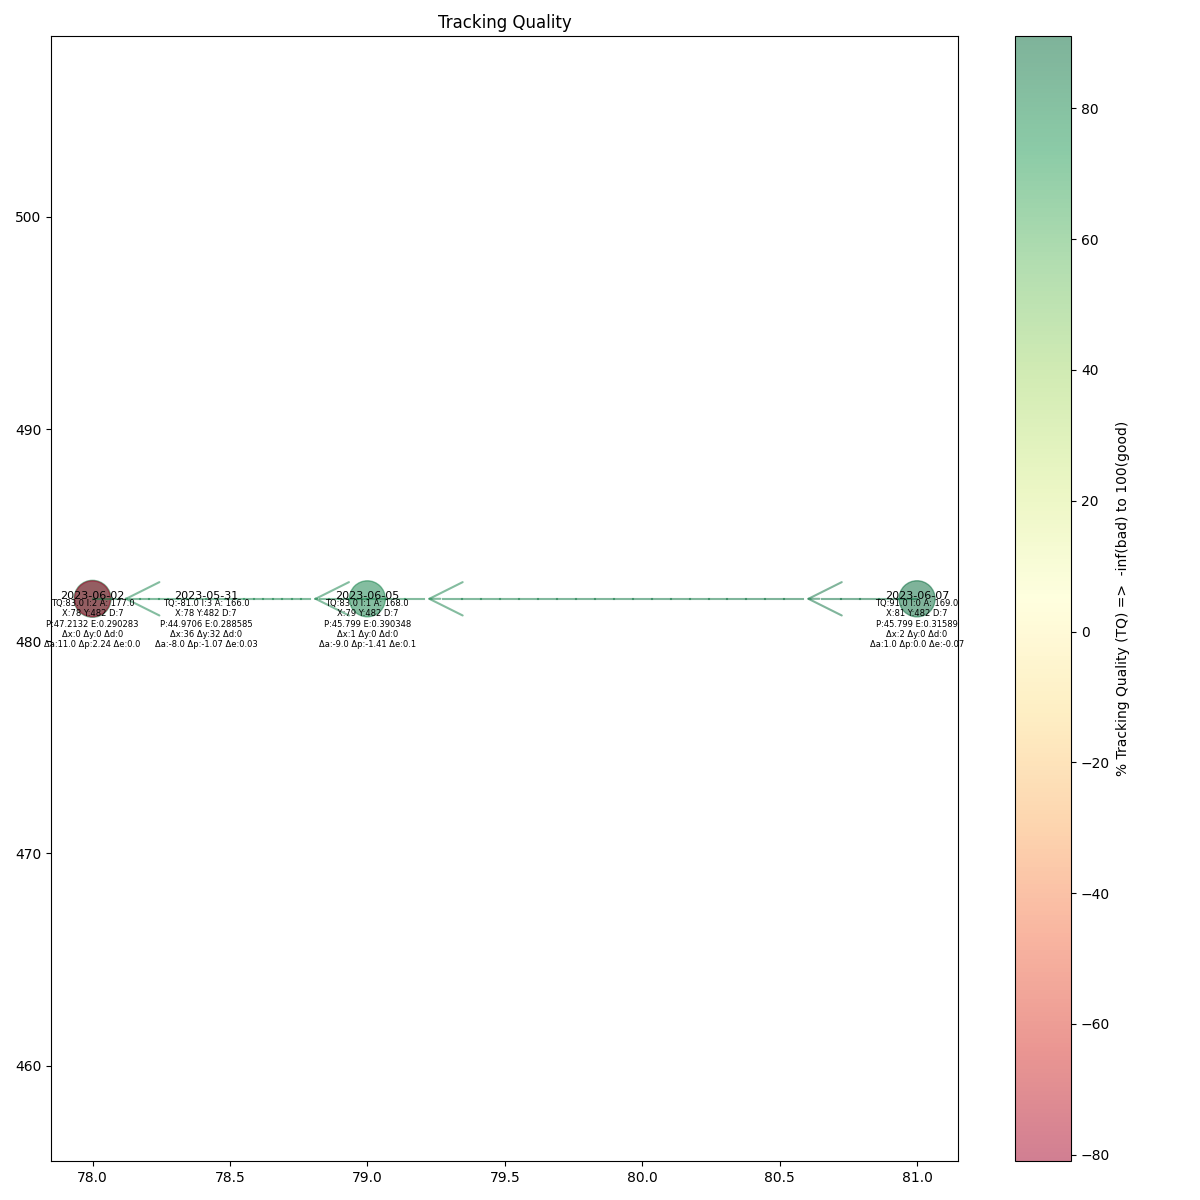 Tracking Quality
500
490
480
470
460
2023-06-02
TQ:83.0 I:2 A: 177.0
X:78 Y:482 D:7
P:47.2132 E:0.290283
Δx:0 Δy:0 Δd:0
Δa:11.0 Δp:2.24 Δe:0.0
2023-05-31
TQ:-81.0 I:3 A: 166.0
X:78 Y:482 D:7
P:44.9706 E:0.288585
Δx:36 Δy:32 Δd:0
Δa:-8.0 Δp:-1.07 Δe:0.03
2023-06-05
TQ:83.0 I:1 A: 168.0
X:79 Y:482 D:7
P:45.799 E:0.390348
Δx:1 Δy:0 Δd:0
Δa:-9.0 Δp:-1.41 Δe:0.1
2023-06-07
TQ:91.0 I:0 A: 169.0
X:81 Y:482 D:7
P:45.799 E:0.31589
Δx:2 Δy:0 Δd:0
Δa:1.0 Δp:0.0 Δe:-0.07
78.0
78.5
79.0
79.5
80.0
80.5
81.0
80
60
40
20
0
−20
−40
−60
−80
% Tracking Quality (TQ) => -inf(bad) to 100(good)